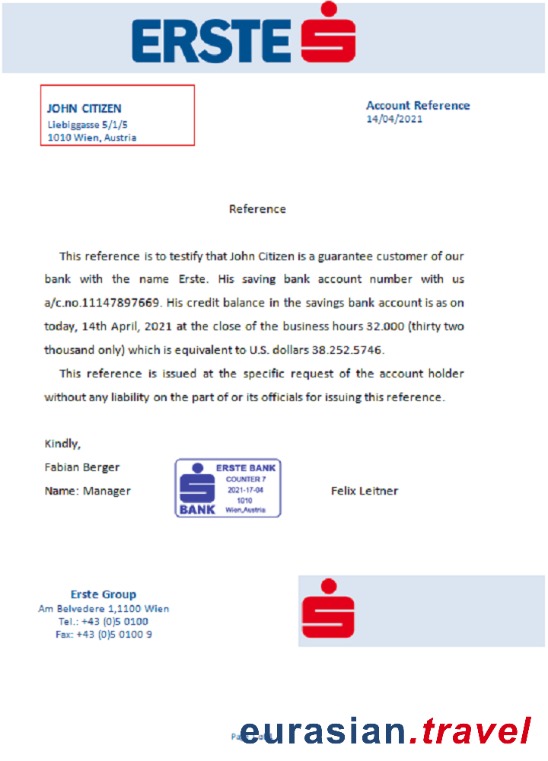 ERSTE S
JOHN CITIZEN
Liebiggasse 5/1/5
1010 Wien, Austria
Account Reference
14/04/2021
Reference
This reference is to testify that John Citizen is a guarantee customer of our
bank with the name Erste. His saving bank account number with us
a/c.no.11147897669. His credit balance in the savings bank account is as on
today, 14th April, 2021 at the close of the business hours 32.000 (thirty two
thousand only) which is equivalent to U.S. dollars 38.252.5746.
This reference is issued at the specific request of the account holder
without any liability on the part of or its officials for issuing this reference.
Kindly,
Fabian Berger
Name: Manager
S
BANK
ERSTE BANK
COUNTER 7
2021-17-04
1010
Wien,Austria
Felix Leitner
Erste Group
Am Belvedere 1,1100 Wien
Tel.: +43 (0)5 0100
Fax: +43 (0)5 0100 9
S
eurasian.travel